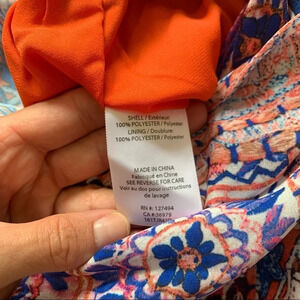 SHELL / Extérieur
100% POLYESTER / Polyester
LINING / Doublure
100% POLYESTER / Polyester
MADE IN CHINA
Fabriqué en Chine
SEE REVERSE FOR CARE
Voir au dos pour instructions
de lavage
RN #: 127494
CA #: 36979